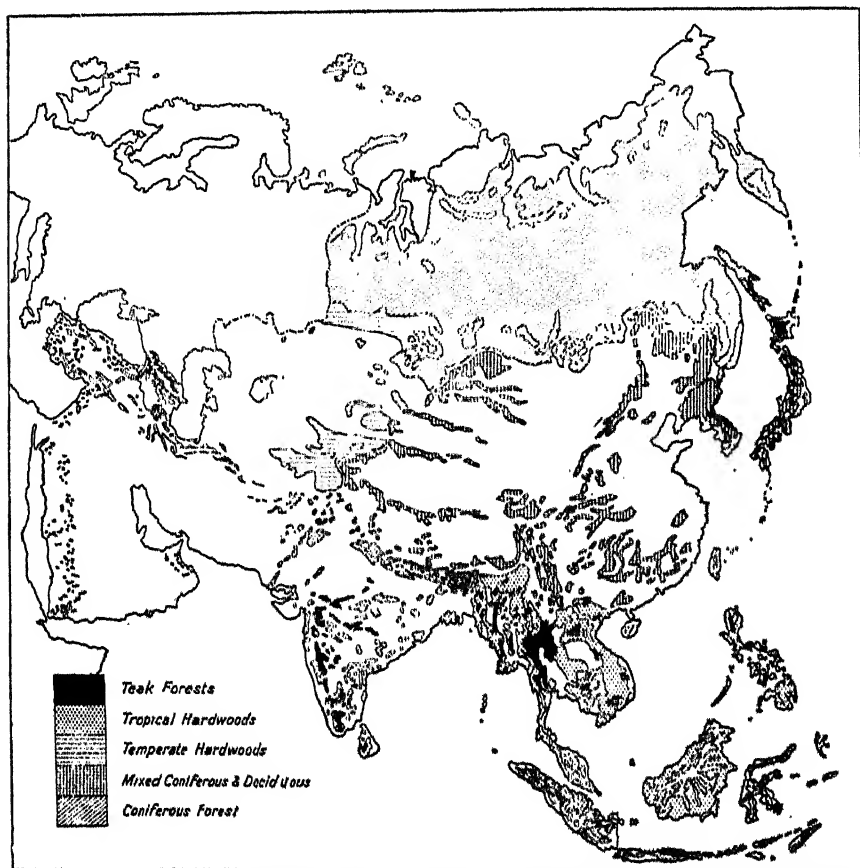 Teak Forests
Tropical Hardwoods
Temperate Hardwoods
Mixed Coniferous & Deciduous
Coniferous Forest